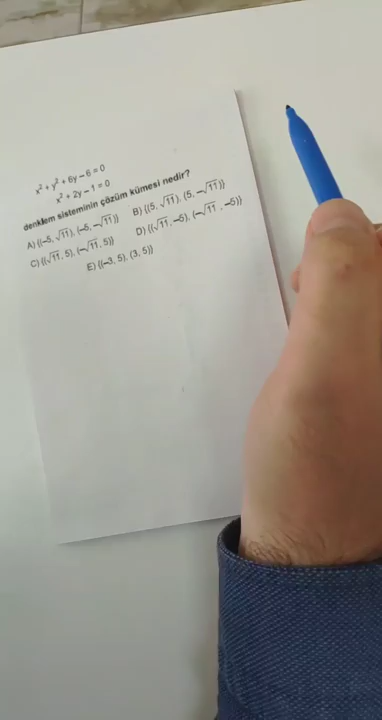 x² + y² + 6y – 6 = 0
x² + 2y – 1 = 0
denklem sisteminin çözüm kümesi nedir?
A) {(–5, √11), (–5, –√11)} B) {(5, √11), (5, –√11)}
C) {(√11, 5), (–√11, 5)} D) {(√11, –5), (–√11, –5)}
E) {(–3, 5), (3, 5)}